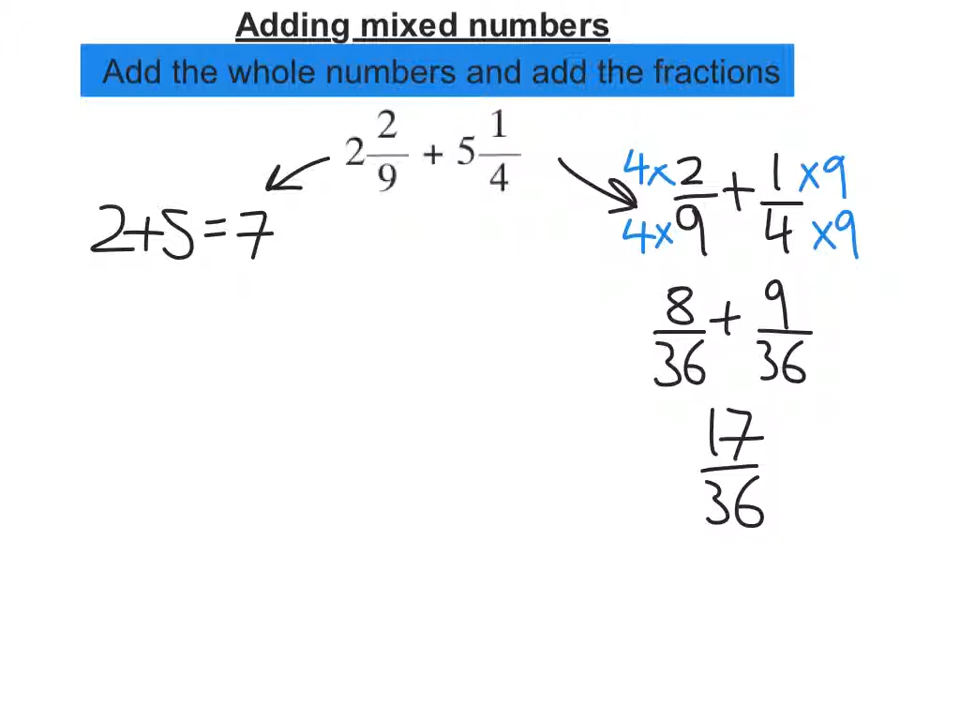 Adding mixed numbers
Add the whole numbers and add the fractions
2 2/9 + 5 1/4
2+5=7
4× 2/9 + 1/4 ×9
4× ×9
8/36 + 9/36
17/36